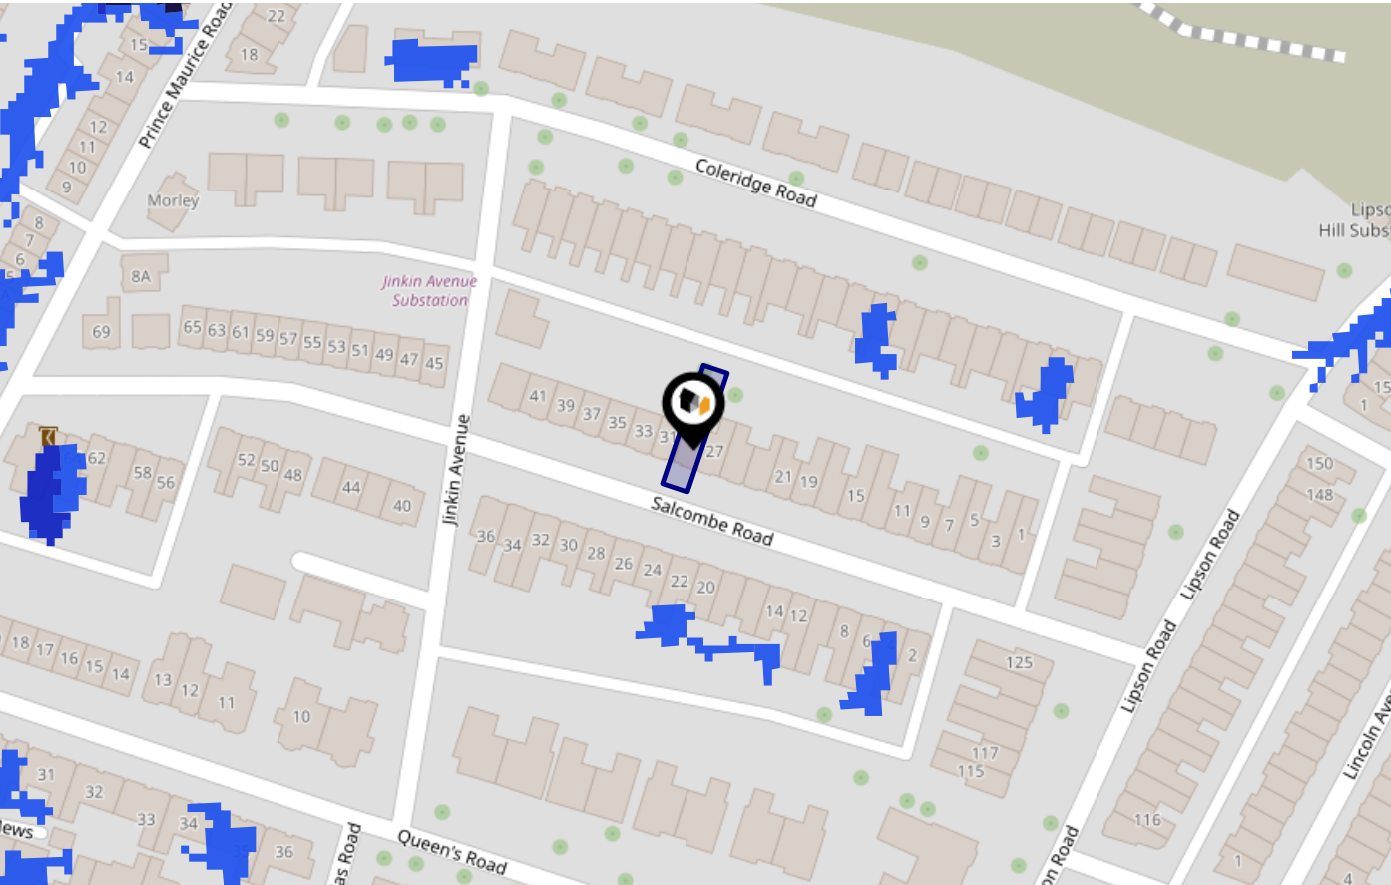 22
15
18
14
Prince Maurice Road
12
11
10
9
Morley
Coleridge Road
8
7
6
Hill Subs
8A
Jinkin Avenue
Substation
69
65 63 61 59 57 55 53 51 49 47 45
41 39 37 35 33 31
27
21 19
15
11 9 7 5
3 1
15
1
62
58 56
52 50 48
44
40
Jinkin Avenue
Salcombe Road
150
148
Lipson Road
36 34 32 30 28 26 24 22 20
14 12
8 6
2
Lipson Road
125
117
115
18 17 16 15 14
13 12 11
10
Lincoln Ave
31
32
33
34
36
Mews
as Road
Queen's Road
on Road
116
1
4